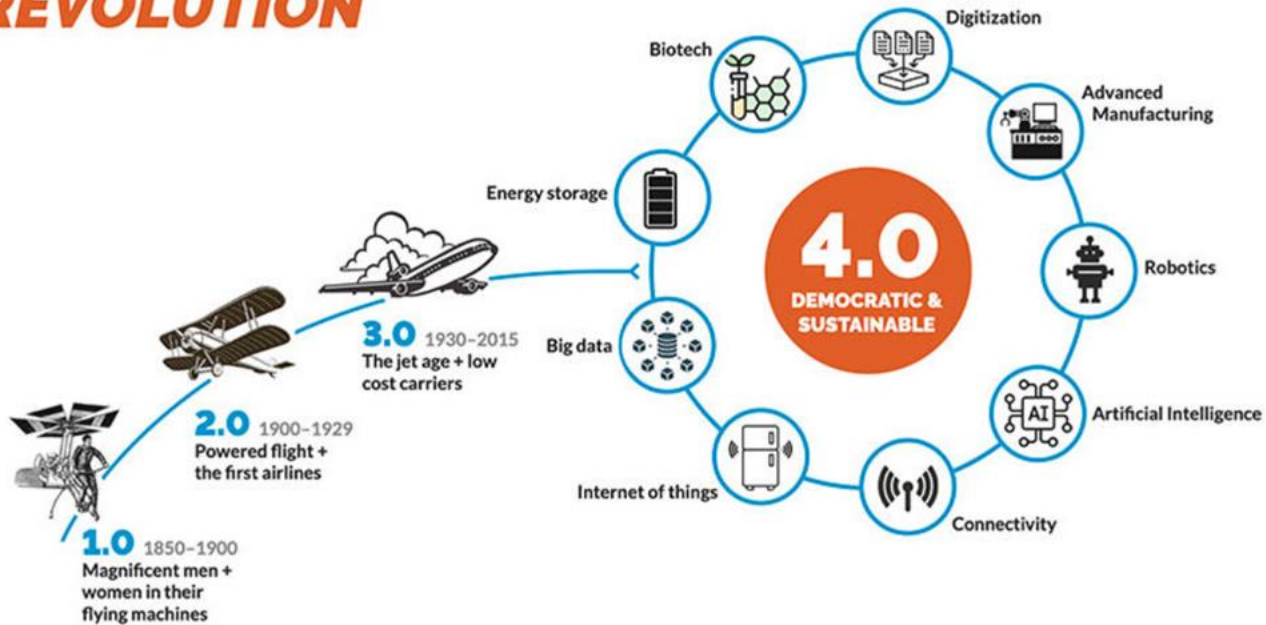 REVOLUTION
1.0 1850–1900
Magnificent men +
women in their
flying machines
2.0 1900–1929
Powered flight +
the first airlines
3.0 1930–2015
The jet age + low
cost carriers
4.0
DEMOCRATIC &
SUSTAINABLE
Digitization
Advanced
Manufacturing
Robotics
Artificial Intelligence
AI
Connectivity
Internet of things
Big data
Energy storage
Biotech